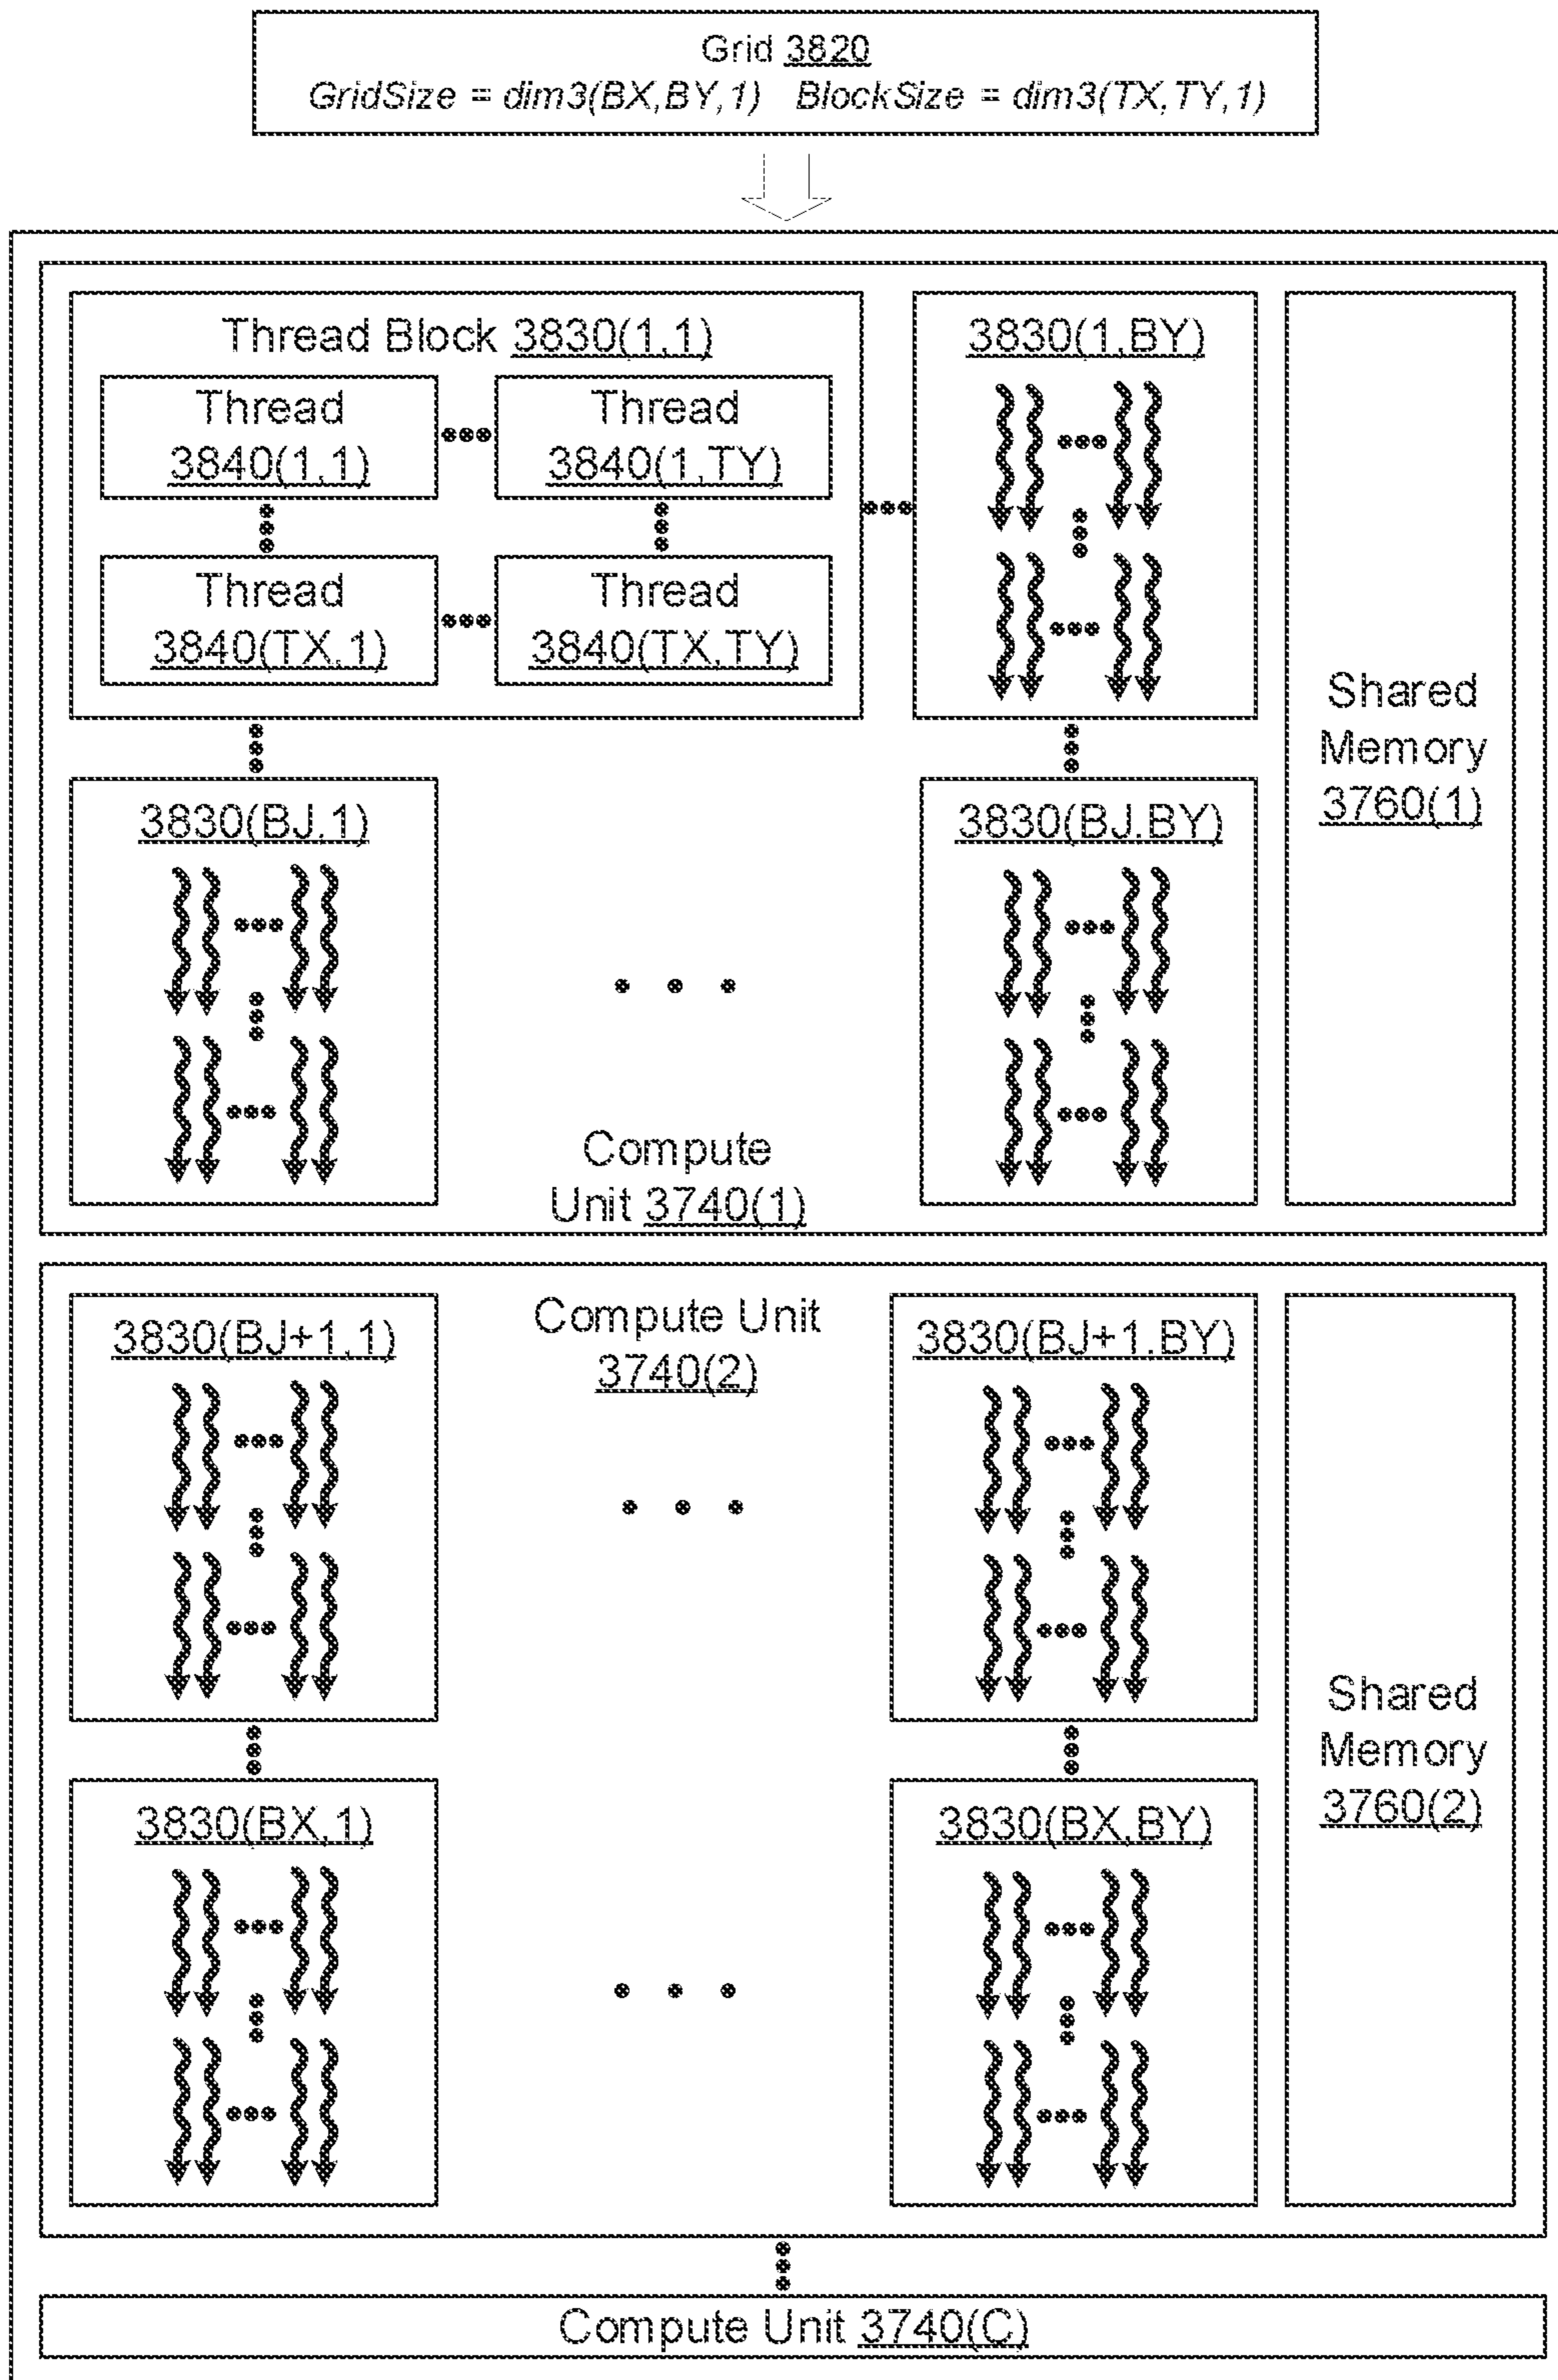 Grid 3820
GridSize = dim3(BX,BY,1) BlockSize = dim3(TX,TY,1)
Thread Block 3830(1,1)
Thread
3840(1,1)
Thread
3840(1,TY)
Thread
3840(TX,1)
Thread
3840(TX,TY)
3830(1,BY)
Shared
Memory
3760(1)
3830(BJ,1)
3830(BJ,BY)
Compute
Unit 3740(1)
3830(BJ+1,1)
Compute Unit
3740(2)
3830(BJ+1,BY)
Shared
Memory
3760(2)
3830(BX,1)
3830(BX,BY)
Compute Unit 3740(C)